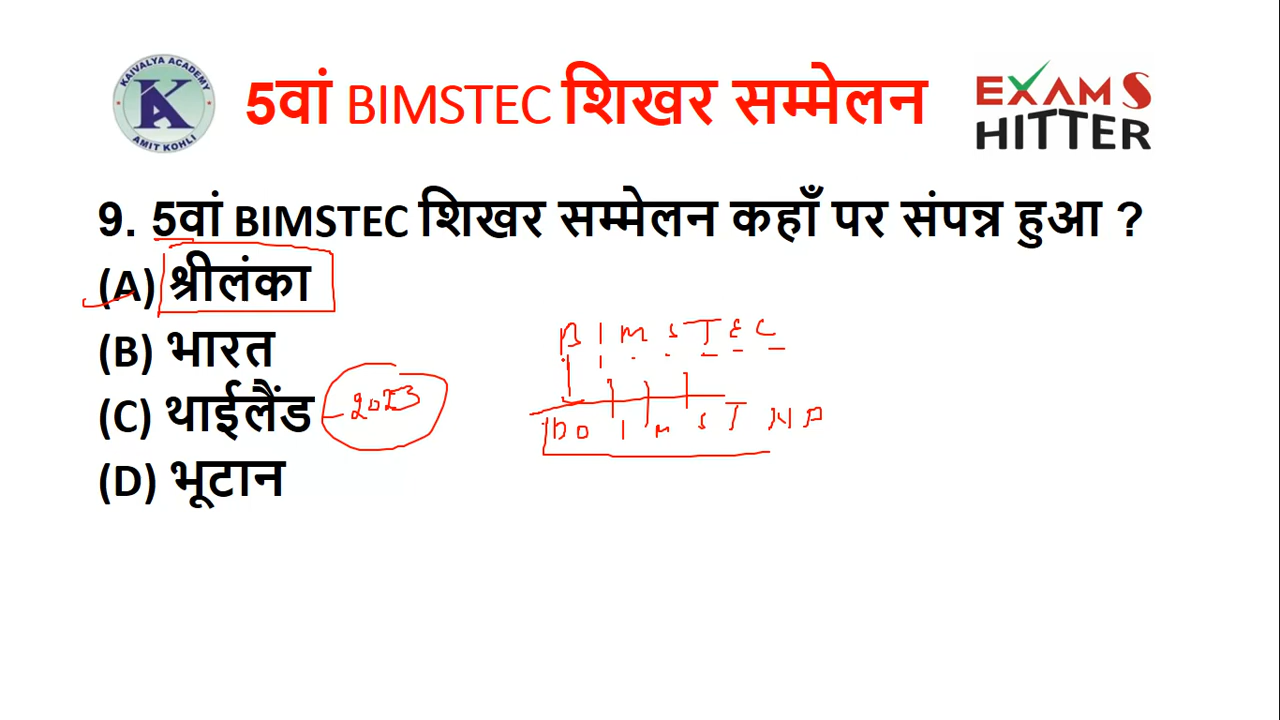 KAIVALYA ACADEMY
KA
AMIT KOHLI
5वां BIMSTEC शिखर सम्मेलन
EXAMS
HITTER
9. 5वां BIMSTEC शिखर सम्मेलन कहाँ पर संपन्न हुआ ?
(A) श्रीलंका
(B) भारत
B I M S T E C
(C) थाईलैंड - 2023
(D) भूटान